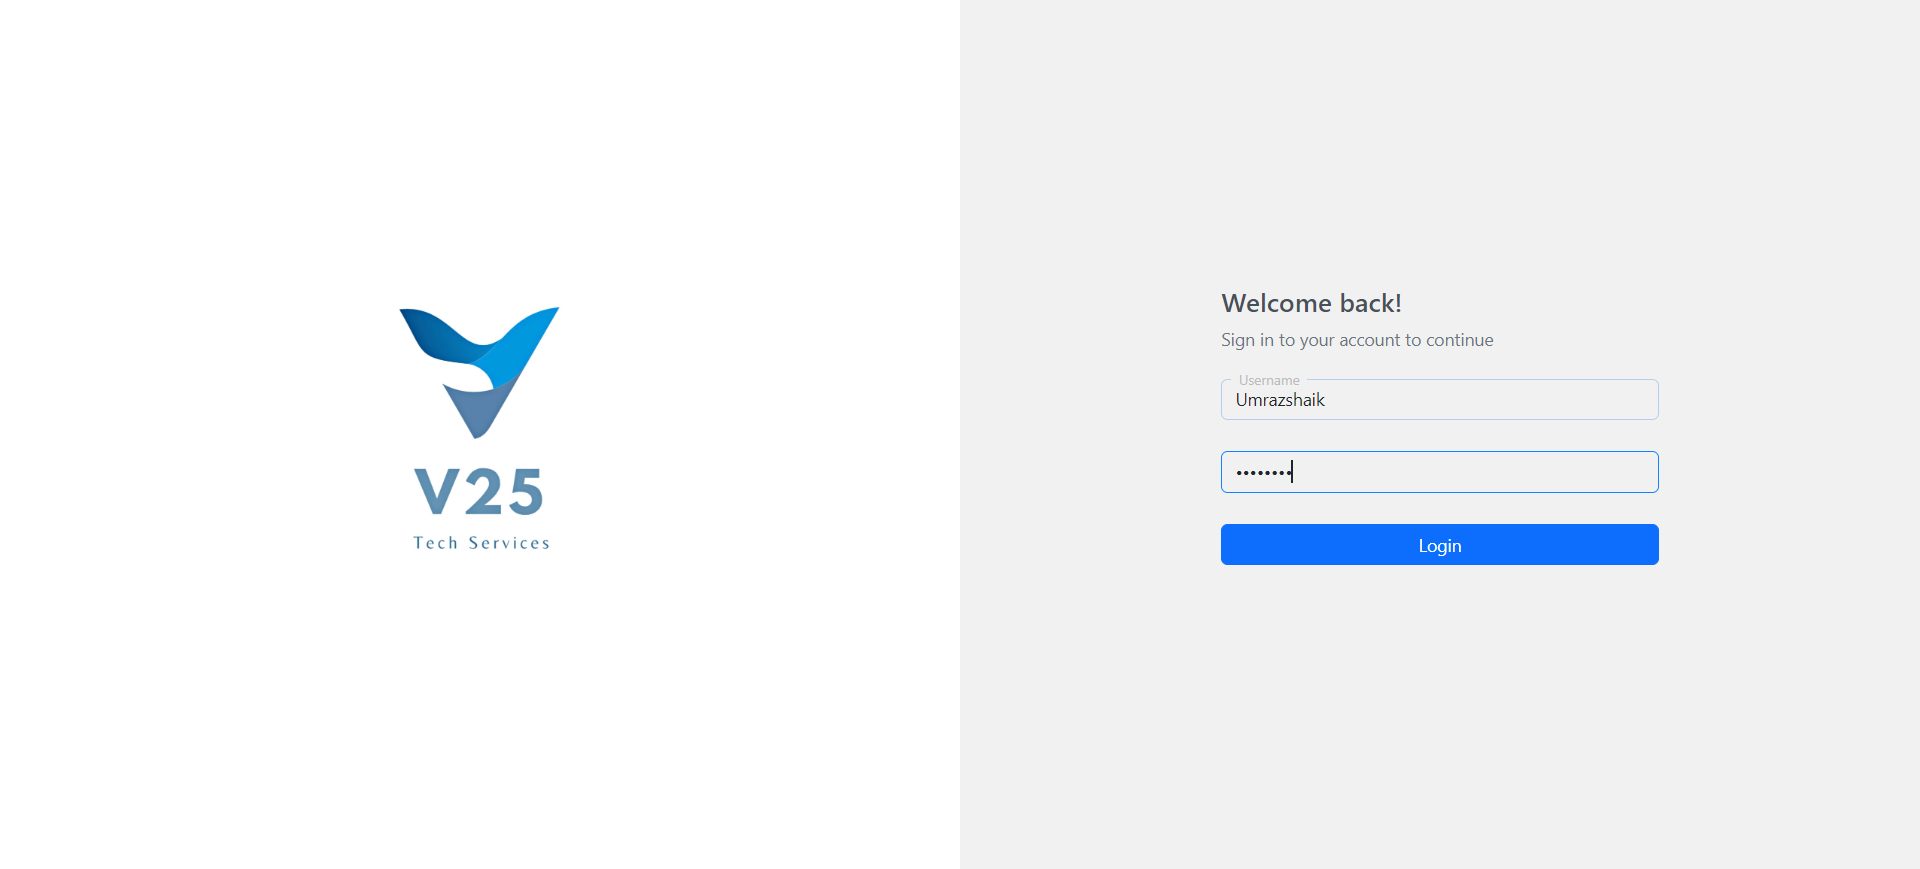 V25
Tech Services
Welcome back!
Sign in to your account to continue
Username
Umrazshaik
••••••••
Login